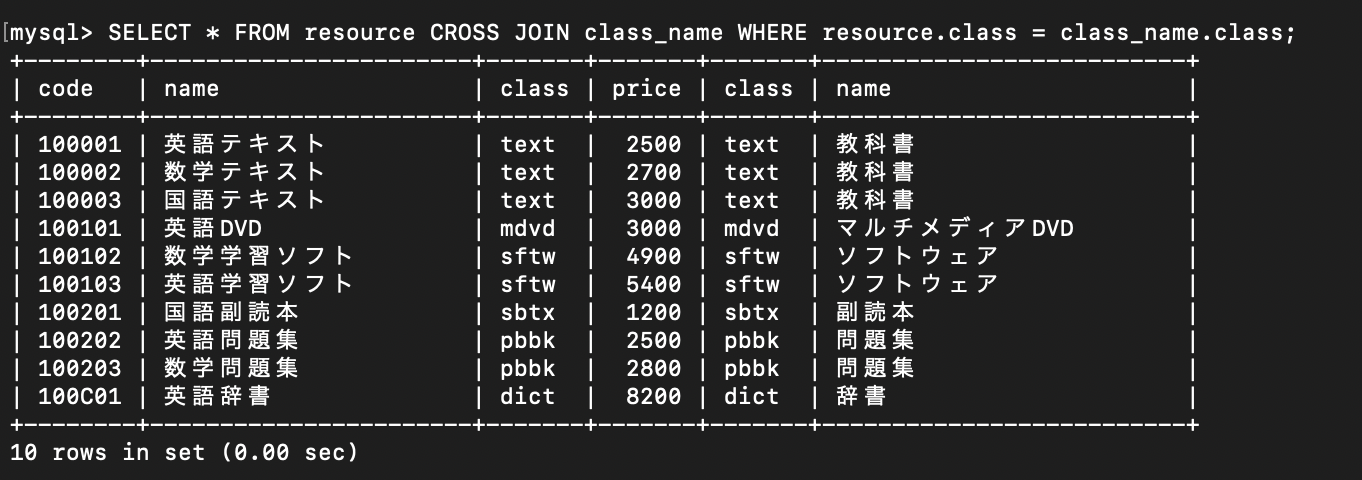 [mysql> SELECT * FROM resource CROSS JOIN class_name WHERE resource.class = class_name.class;
+--------+-----------------------+-------+-------+-------+--------------------------+
| code   | name                  | class | price | class | name                     |
+--------+-----------------------+-------+-------+-------+--------------------------+
| 100001 | 英語テキスト          | text  |  2500 | text  | 教科書                   |
| 100002 | 数学テキスト          | text  |  2700 | text  | 教科書                   |
| 100003 | 国語テキスト          | text  |  3000 | text  | 教科書                   |
| 100101 | 英語DVD               | mdvd  |  3000 | mdvd  | マルチメディアDVD        |
| 100102 | 数学学習ソフト        | sftw  |  4900 | sftw  | ソフトウェア             |
| 100103 | 英語学習ソフト        | sftw  |  5400 | sftw  | ソフトウェア             |
| 100201 | 国語副読本            | sbtx  |  1200 | sbtx  | 副読本                   |
| 100202 | 英語問題集            | pbbk  |  2500 | pbbk  | 問題集                   |
| 100203 | 数学問題集            | pbbk  |  2800 | pbbk  | 問題集                   |
| 100C01 | 英語辞書              | dict  |  8200 | dict  | 辞書                     |
+--------+-----------------------+-------+-------+-------+--------------------------+
10 rows in set (0.00 sec)